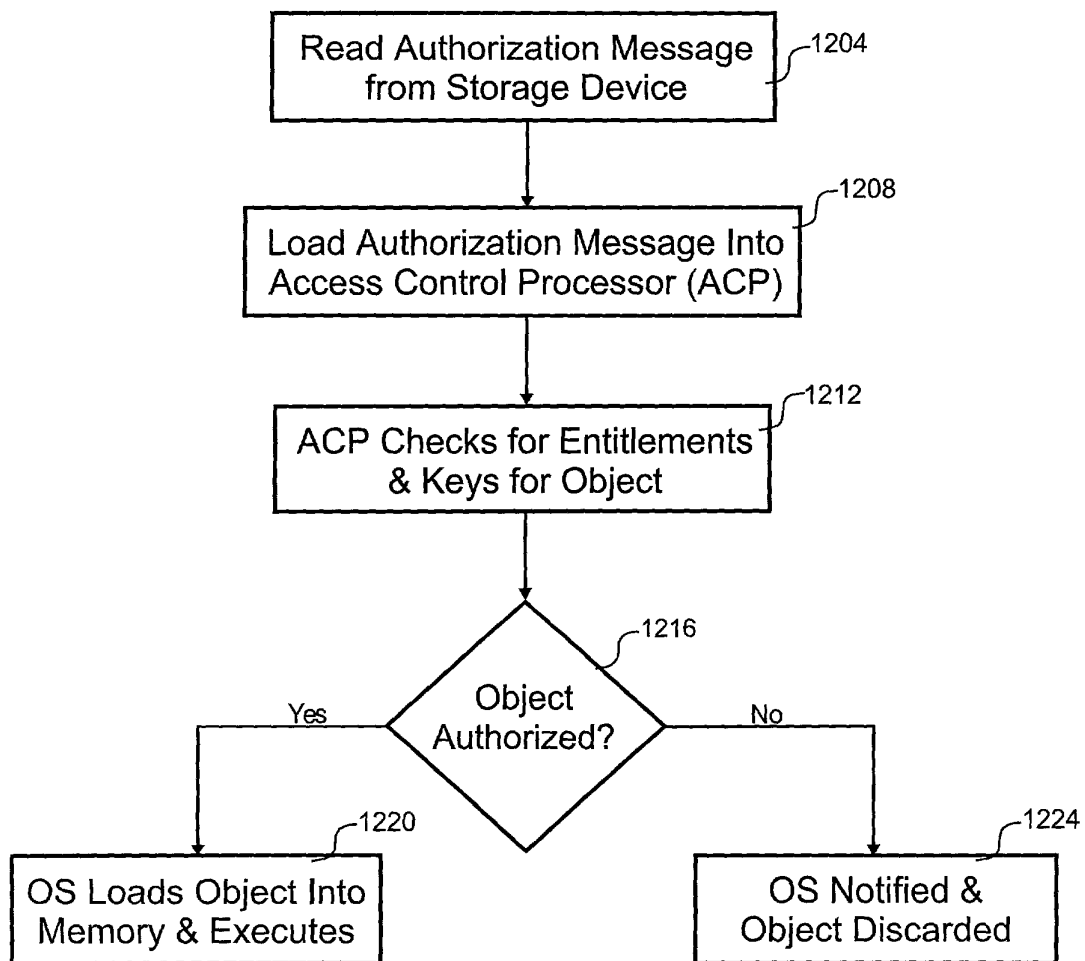 Read Authorization Message
from Storage Device
1204
Load Authorization Message Into
Access Control Processor (ACP)
1208
ACP Checks for Entitlements
& Keys for Object
1212
Object
Authorized?
1216
Yes
No
OS Loads Object Into
Memory & Executes
1220
OS Notified &
Object Discarded
1224